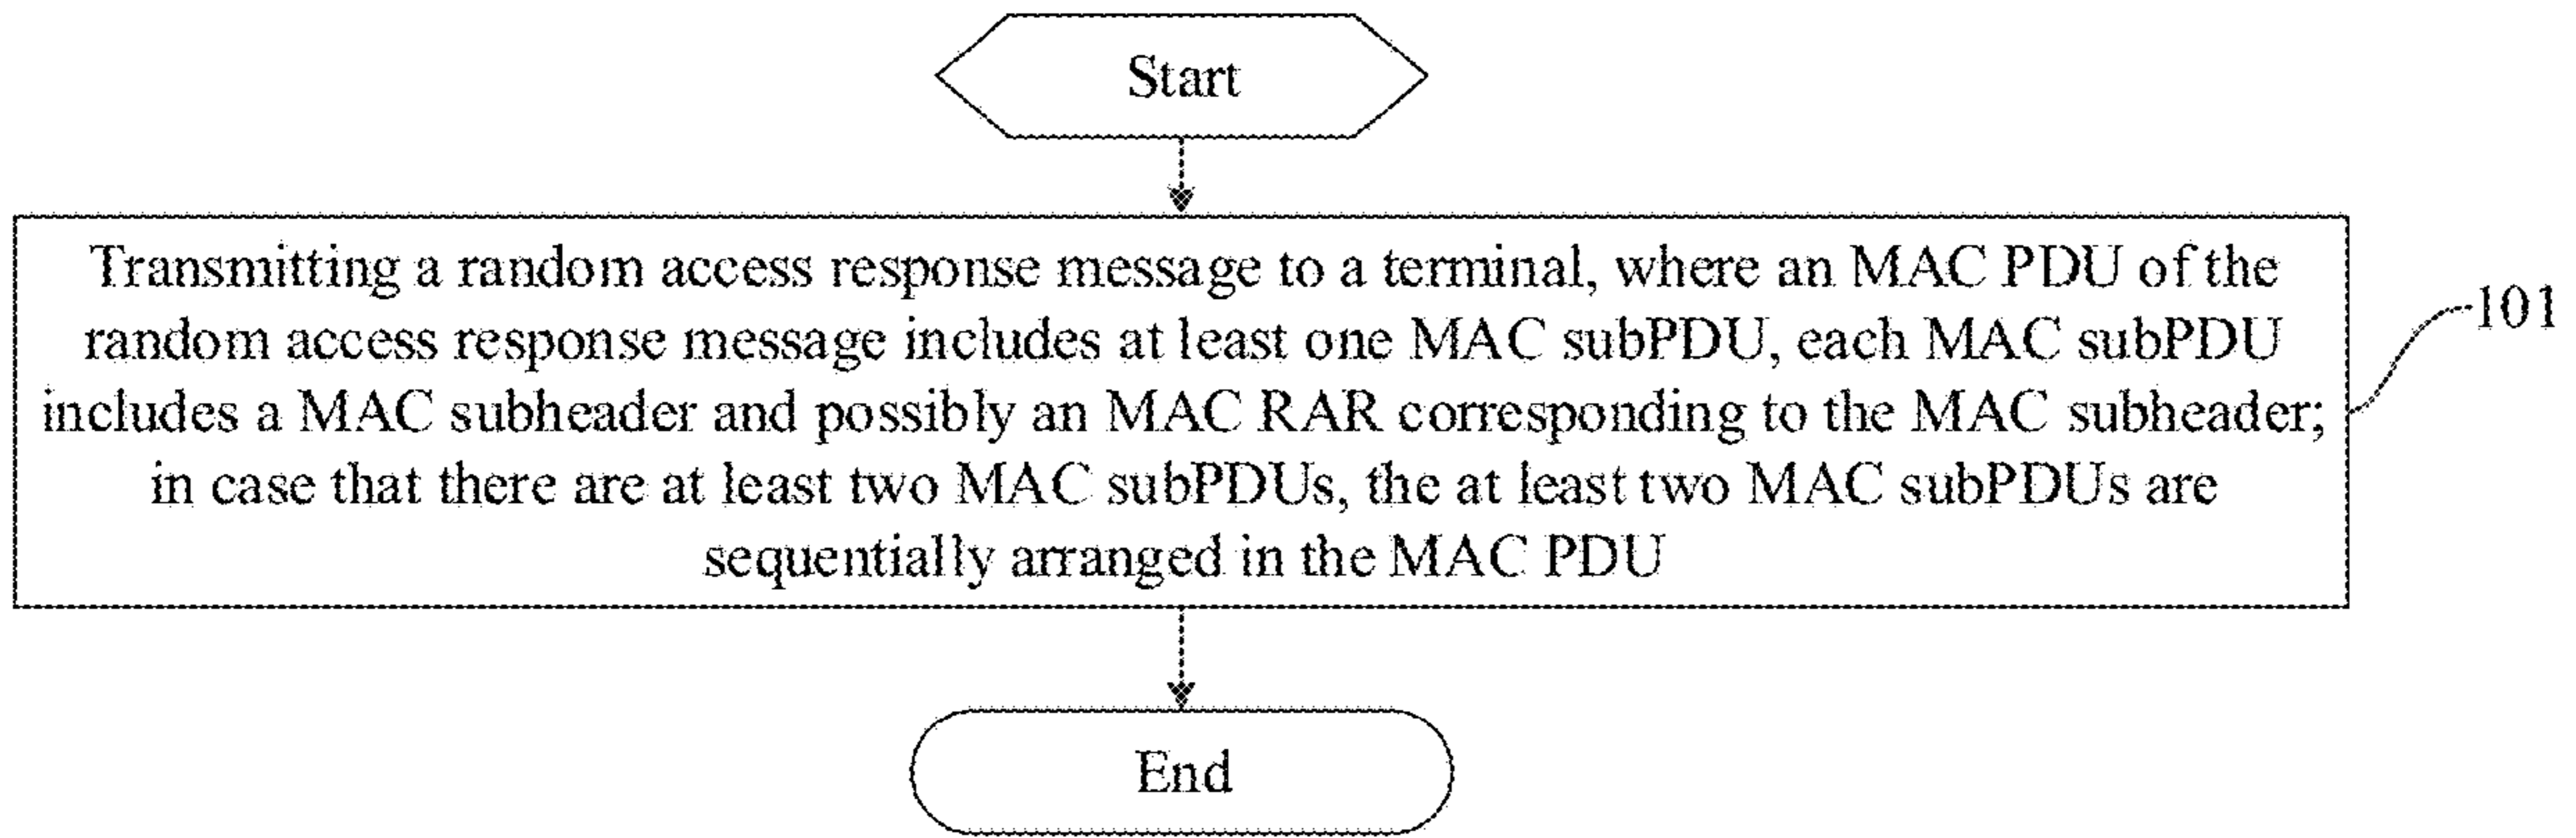 Start
Transmitting a random access response message to a terminal, where an MAC PDU of the
random access response message includes at least one MAC subPDU, each MAC subPDU
includes a MAC subheader and possibly an MAC RAR corresponding to the MAC subheader;
in case that there are at least two MAC subPDUs, the at least two MAC subPDUs are
sequentially arranged in the MAC PDU
101
End